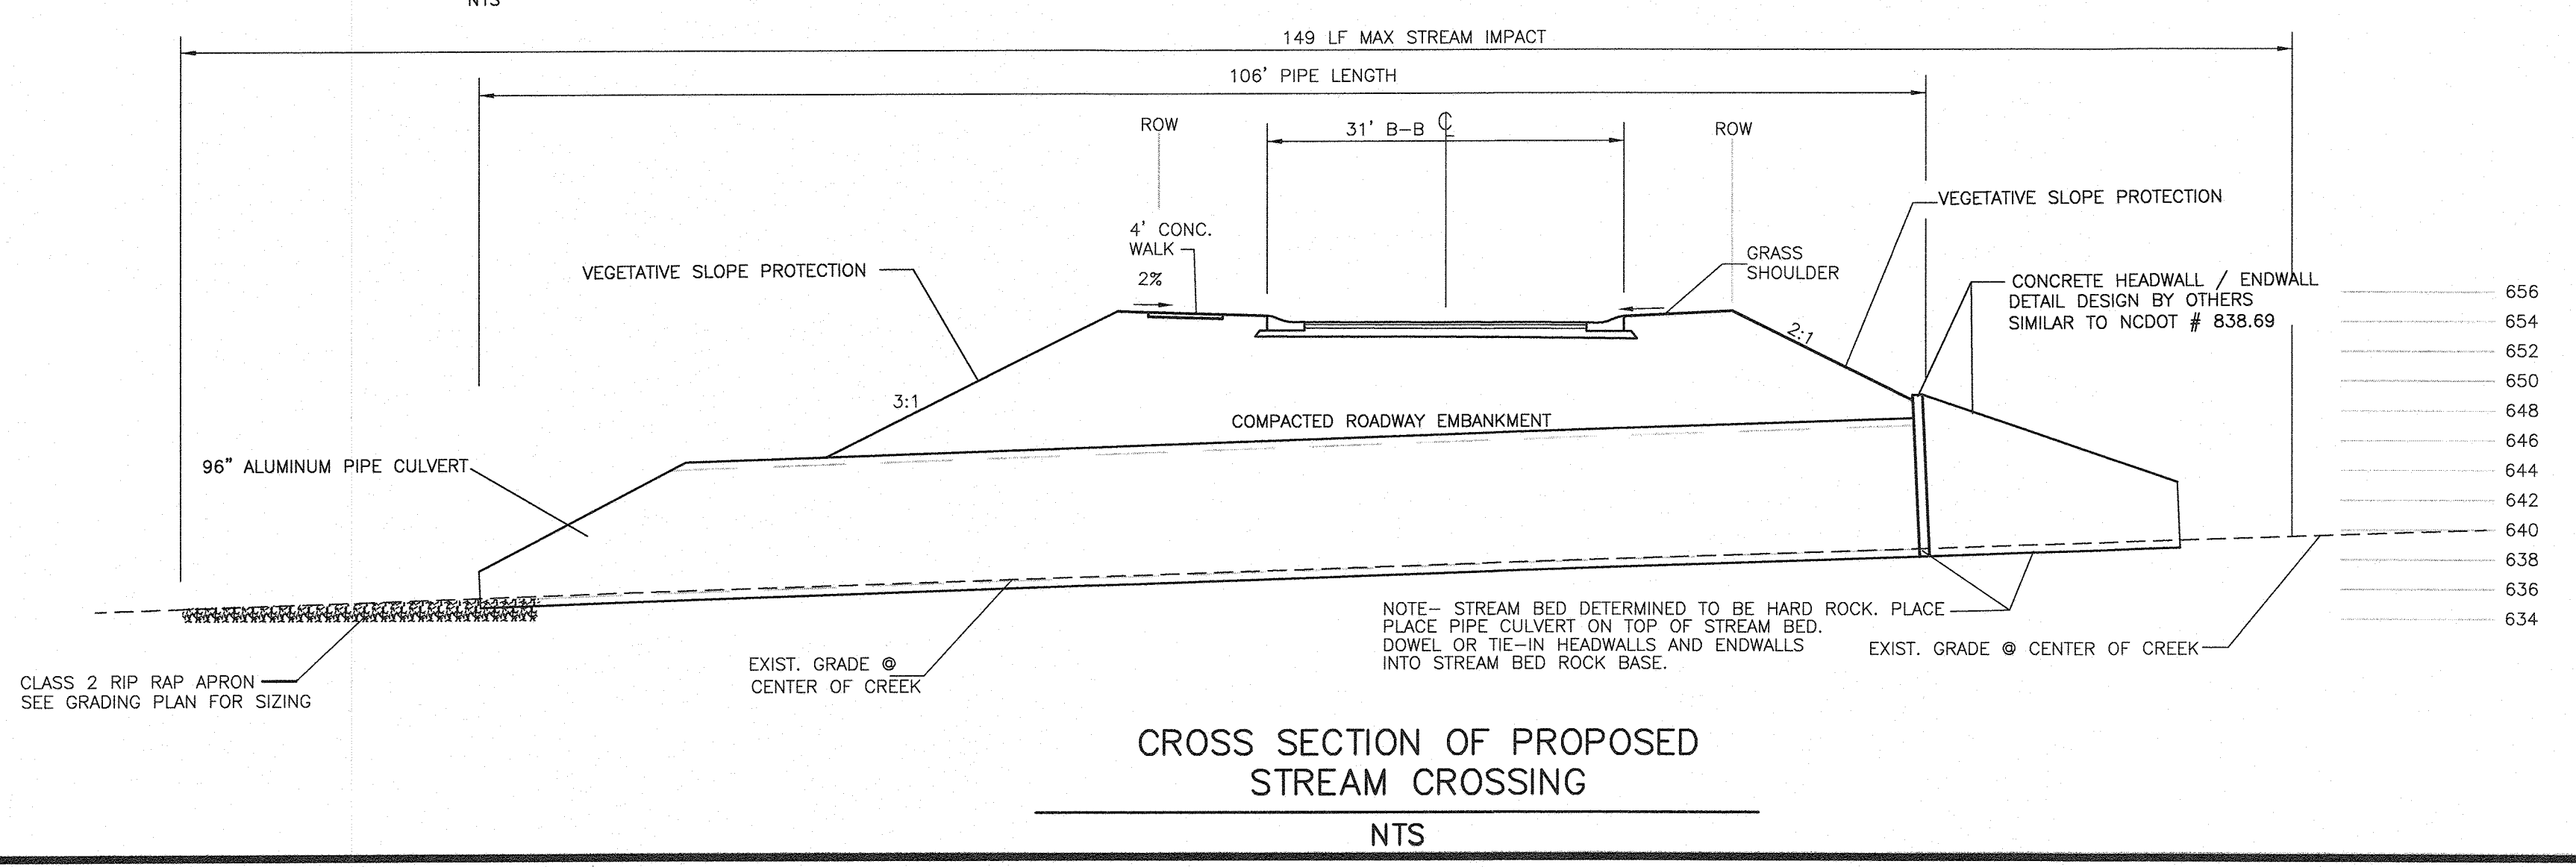 NTS
149 LF MAX STREAM IMPACT
106' PIPE LENGTH
ROW
31' B-B ℄
ROW
VEGETATIVE SLOPE PROTECTION
4' CONC.
WALK
2%
GRASS
SHOULDER
VEGETATIVE SLOPE PROTECTION
CONCRETE HEADWALL / ENDWALL
DETAIL DESIGN BY OTHERS
SIMILAR TO NCDOT # 838.69
2:1
3:1
COMPACTED ROADWAY EMBANKMENT
96" ALUMINUM PIPE CULVERT
656
654
652
650
648
646
644
642
640
638
636
634
NOTE- STREAM BED DETERMINED TO BE HARD ROCK. PLACE
PLACE PIPE CULVERT ON TOP OF STREAM BED.
DOWEL OR TIE-IN HEADWALLS AND ENDWALLS
INTO STREAM BED ROCK BASE.
EXIST. GRADE @ CENTER OF CREEK
EXIST. GRADE @
CENTER OF CREEK
CLASS 2 RIP RAP APRON
SEE GRADING PLAN FOR SIZING
CROSS SECTION OF PROPOSED
STREAM CROSSING
NTS